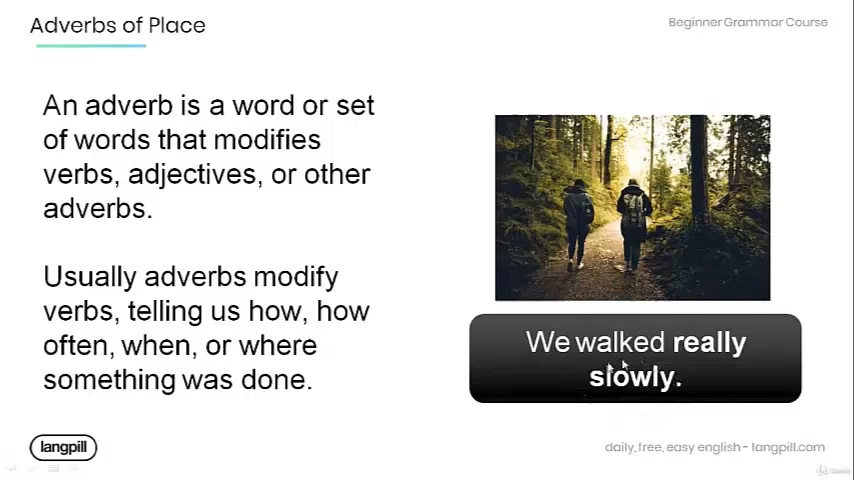 Adverbs of Place
Beginner Grammar Course
An adverb is a word or set
of words that modifies
verbs, adjectives, or other
adverbs.
Usually adverbs modify
verbs, telling us how, how
often, when, or where
something was done.
We walked really
slowly.
langpill
daily, free, easy english - langpill.com